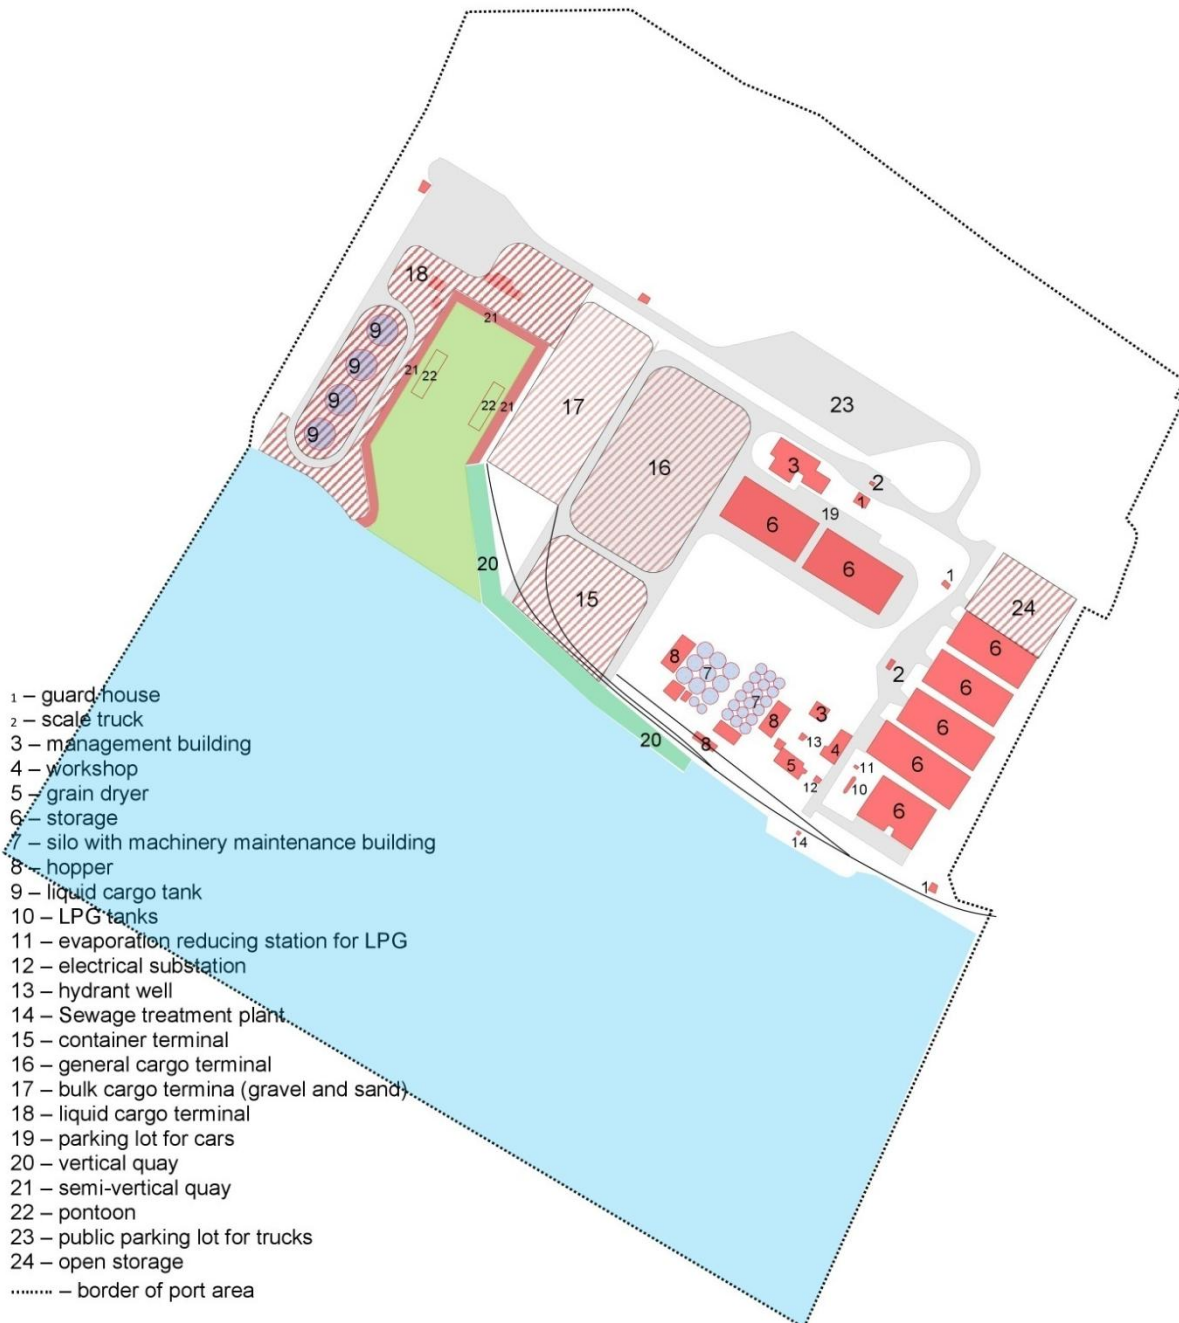 21
18
9
9
21
22
9
22
21
17
23
9
16
3
2
1
19
6
6
20
1
15
24
6
8
7
2
6
7
3
8
6
13
20
8
4
6
5
11
12
10
6
14
1
1 – guard house
2 – scale truck
3 – management building
4 – workshop
5 – grain dryer
6 – storage
7 – silo with machinery maintenance building
8 – hopper
9 – liquid cargo tank
10 – LPG tanks
11 – evaporation reducing station for LPG
12 – electrical substation
13 – hydrant well
14 – Sewage treatment plant
15 – container terminal
16 – general cargo terminal
17 – bulk cargo termina (gravel and sand)
18 – liquid cargo terminal
19 – parking lot for cars
20 – vertical quay
21 – semi-vertical quay
22 – pontoon
23 – public parking lot for trucks
24 – open storage
........ – border of port area